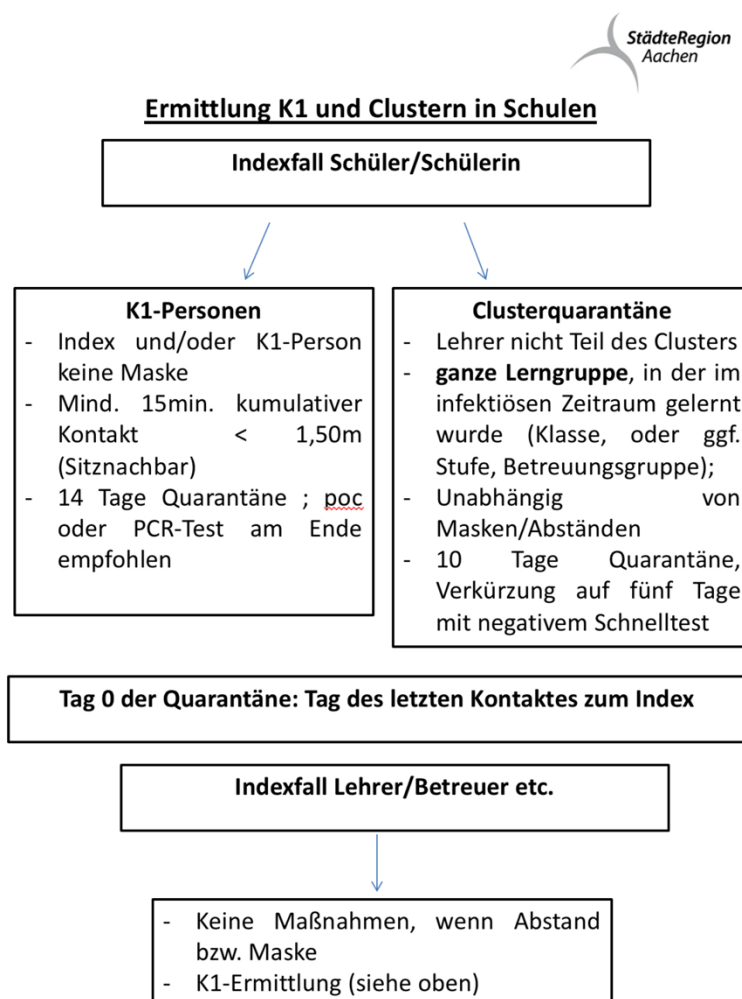 StädteRegion
Aachen
Ermittlung K1 und Clustern in Schulen
Indexfall Schüler/Schülerin
K1-Personen
- Index und/oder K1-Person
keine Maske
- Mind. 15min. kumulativer
Kontakt < 1,50m
(Sitznachbar)
- 14 Tage Quarantäne ; poc
oder PCR-Test am Ende
empfohlen
Clusterquarantäne
- Lehrer nicht Teil des Clusters
- ganze Lerngruppe, in der im
infektiösen Zeitraum gelernt
wurde (Klasse, oder ggf.
Stufe, Betreuungsgruppe);
- Unabhängig von
Masken/Abständen
- 10 Tage Quarantäne,
Verkürzung auf fünf Tage
mit negativem Schnelltest
Tag 0 der Quarantäne: Tag des letzten Kontaktes zum Index
Indexfall Lehrer/Betreuer etc.
- Keine Maßnahmen, wenn Abstand
bzw. Maske
- K1-Ermittlung (siehe oben)